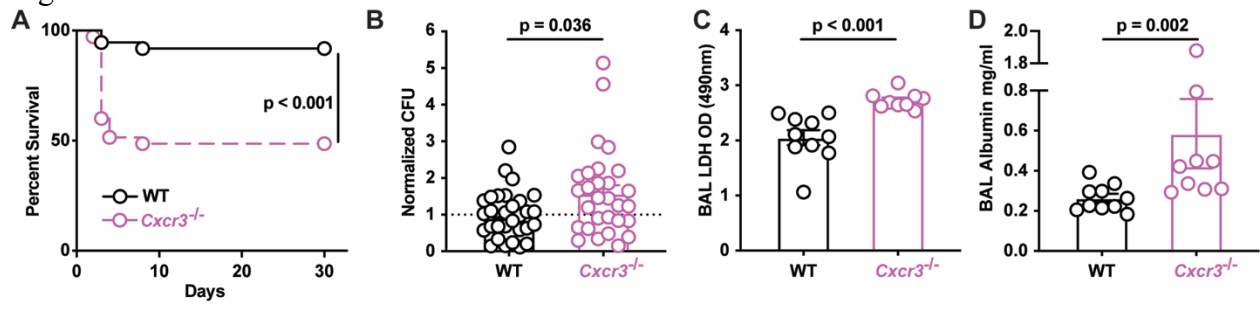 A
100
50
0
Percent Survival
p < 0.001
WT
Cxcr3-/-
0 10 20 30
Days
B
p = 0.036
6
5
4
3
2
1
0
Normalized CFU
WT Cxcr3-/-
C
p < 0.001
4
3
2
1
0
BAL LDH OD (490nm)
WT Cxcr3-/-
D
p = 0.002
2.0
1.8
0.8
0.6
0.4
0.2
0.0
BAL Albumin mg/ml
WT Cxcr3-/-